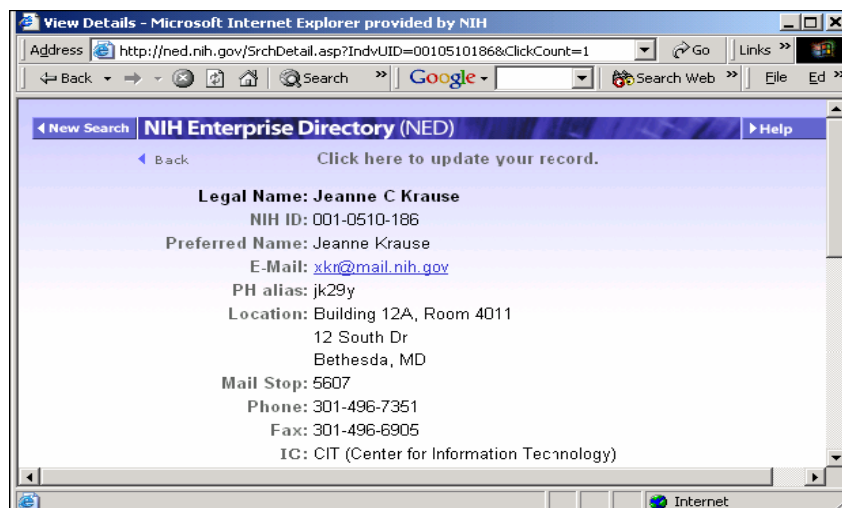 View Details - Microsoft Internet Explorer provided by NIH
Address http://ned.nih.gov/SrchDetail.asp?IndvUID=0010510186&ClickCount=1 Go Links »
Back Search » Google Search Web » File Ed »
New Search NIH Enterprise Directory (NED) Help
Back Click here to update your record.
Legal Name: Jeanne C Krause
NIH ID: 001-0510-186
Preferred Name: Jeanne Krause
E-Mail: xkr@mail.nih.gov
PH alias: jk29y
Location: Building 12A, Room 4011
12 South Dr
Bethesda, MD
Mail Stop: 5607
Phone: 301-496-7351
Fax: 301-496-6905
IC: CIT (Center for Information Technology)
Internet